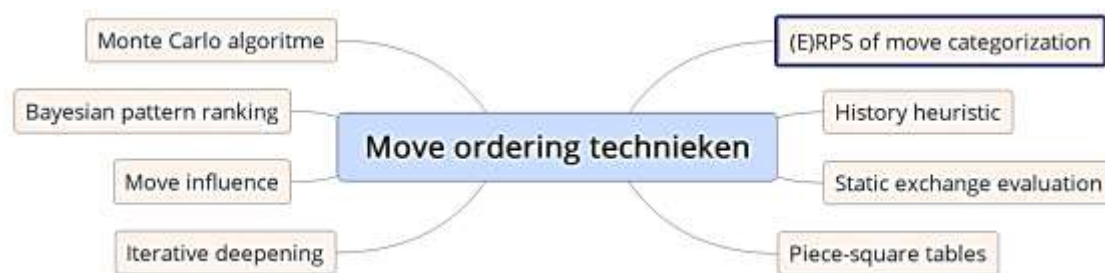 Monte Carlo algoritme
(E)RPS of move categorization
Bayesian pattern ranking
History heuristic
Move ordering technieken
Move influence
Static exchange evaluation
Iterative deepening
Piece-square tables